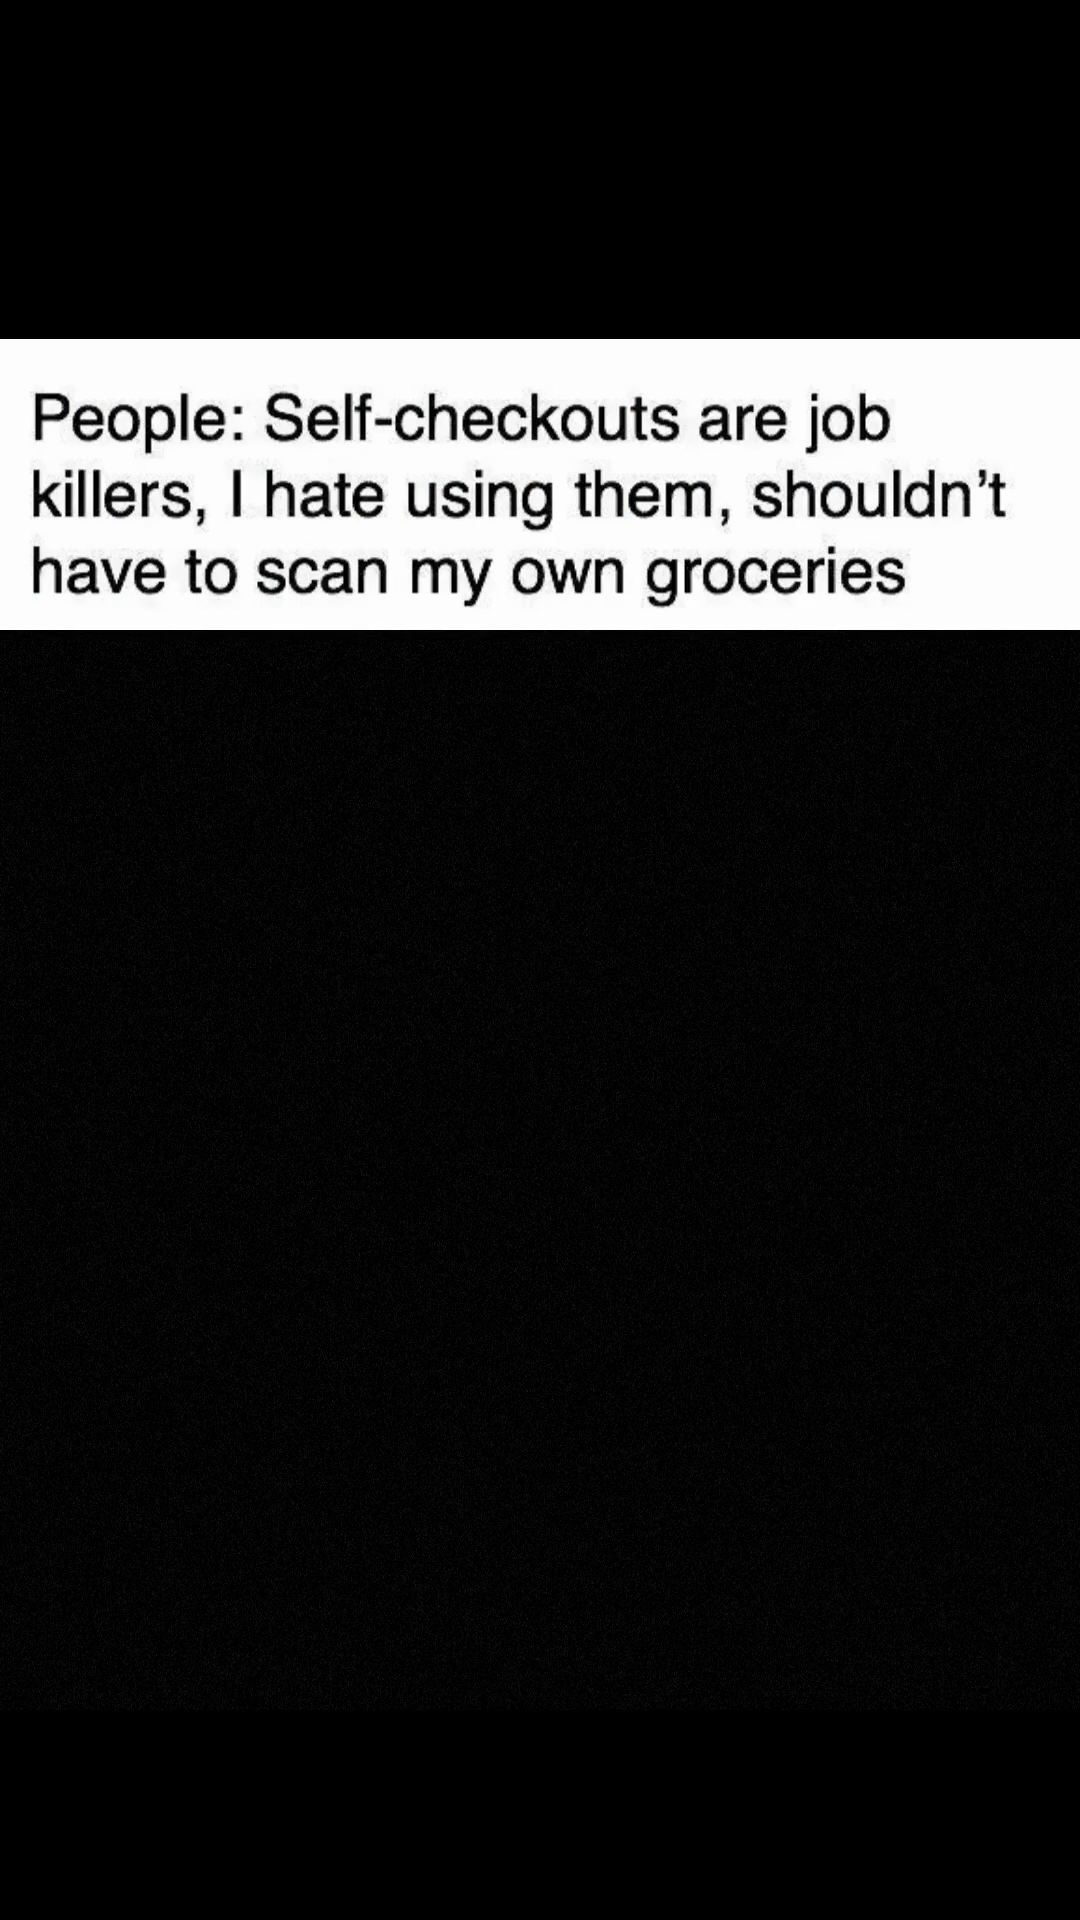 People: Self-checkouts are job
killers, I hate using them, shouldn’t
have to scan my own groceries